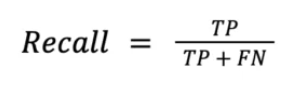 Recall = TP / TP + FN